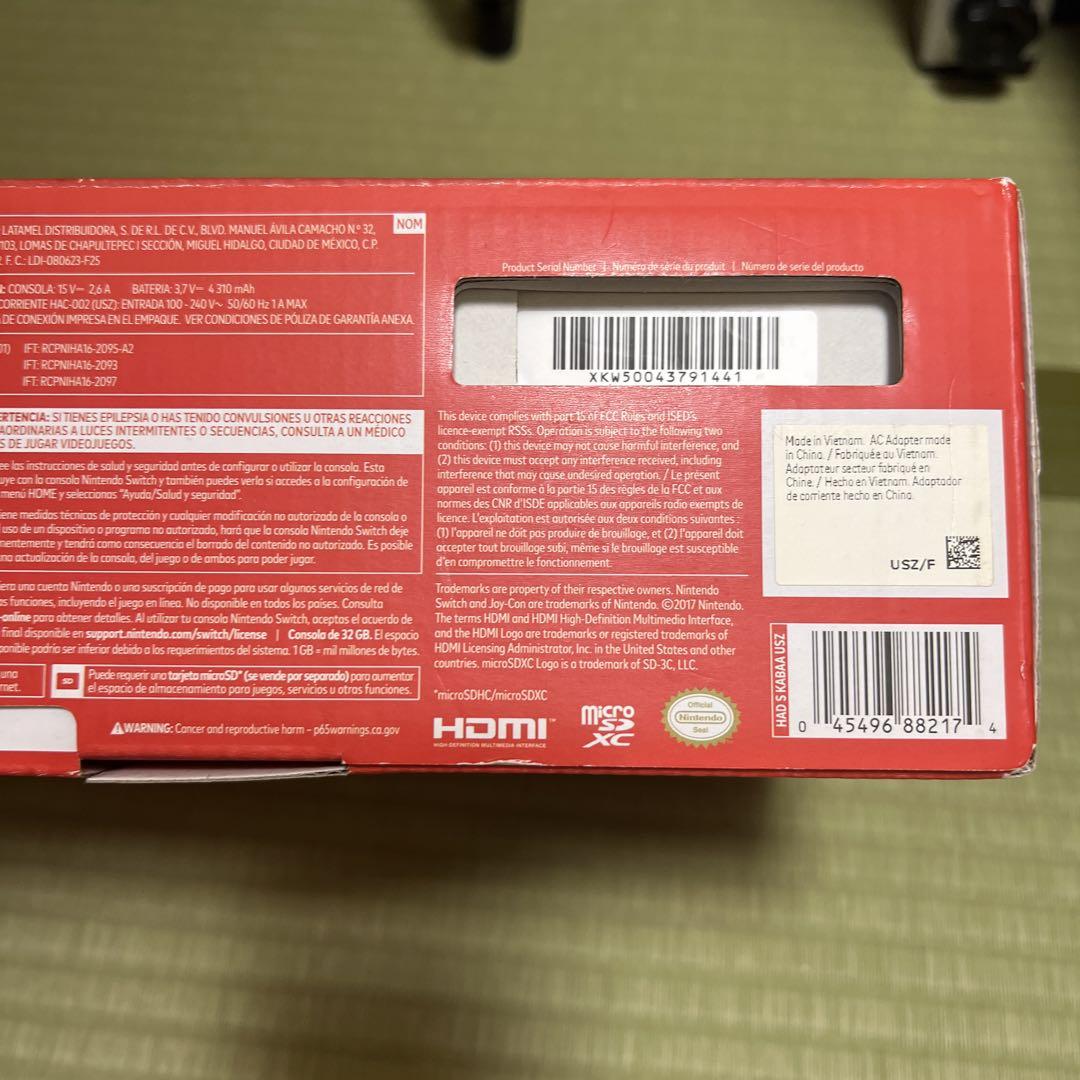 LATAMEL DISTRIBUIDORA, S. DE R.L. DE C.V., BLVD. MANUEL ÁVILA CAMACHO N.º 32,
103, LOMAS DE CHAPULTEPEC I SECCIÓN, MIGUEL HIDALGO, CIUDAD DE MÉXICO, C.P.
F. C.: LDI-080623-F25
NOM
CONSOLA: 15 V⎓ 2,6 A BATERIA: 3,7 V⎓ 4 310 mAh
CORRIENTE HAC-002 (USZ): ENTRADA 100 - 240 V~ 50/60 Hz 1 A MAX
DE CONEXIÓN IMPRESA EN EL EMPAQUE. VER CONDICIONES DE PÓLIZA DE GARANTÍA ANEXA.
01) IFT: RCPNIHA16-2095-A2
IFT: RCPNIHA16-2093
IFT: RCPNIHA16-2097
ERTENCIA: SI TIENES EPILEPSIA O HAS TENIDO CONVULSIONES U OTRAS REACCIONES
AORDINARIAS A LUCES INTERMITENTES O SECUENCIAS, CONSULTA A UN MÉDICO
S DE JUGAR VIDEOJUEGOS.
ee las instrucciones de salud y seguridad antes de configurar o utilizar la consola. Esta
uye con la consola Nintendo Switch y también puedes verla si accedes a la configuración de
menú HOME y seleccionas "Ayuda/Salud y seguridad".
iene medidas técnicas de protección y cualquier modificación no autorizada de la consola o
uso de un dispositivo o programa no autorizado, hará que la consola Nintendo Switch deje
mentemente y tendrá como consecuencia el borrado del contenido no autorizado. Es posible
na actualización de la consola, del juego o de ambos para poder jugar.
iera una cuenta Nintendo o una suscripción de pago para usar algunos servicios de red de
as funciones, incluyendo el juego en línea. No disponible en todos los países. Consulta
-online para obtener detalles. Al utilizar tu consola Nintendo Switch, aceptas el acuerdo de
final disponible en support.nintendo.com/switch/license | Consola de 32 GB. El espacio
ponible podría ser inferior debido a los requerimientos del sistema. 1 GB = mil millones de bytes.
una
rnet.
SD
Puede requerir una tarjeta microSD* (se vende por separado) para aumentar
el espacio de almacenamiento para juegos, servicios u otras funciones.
WARNING: Cancer and reproductive harm – p65warnings.ca.gov
Product Serial Number | Numéro de série du produit | Número de serie del producto
XKW50043791441
This device complies with part 15 of FCC Rules and ISED's
licence-exempt RSSs. Operation is subject to the following two
conditions: (1) this device may not cause harmful interference, and
(2) this device must accept any interference received, including
interference that may cause undesired operation. / Le présent
appareil est conforme à la partie 15 des règles de la FCC et aux
normes des CNR d'ISDE applicables aux appareils radio exempts de
licence. L'exploitation est autorisée aux deux conditions suivantes :
(1) l'appareil ne doit pas produire de brouillage, et (2) l'appareil doit
accepter tout brouillage subi, même si le brouillage est susceptible
d'en compromettre le fonctionnement.
Trademarks are property of their respective owners. Nintendo
Switch and Joy-Con are trademarks of Nintendo. ©2017 Nintendo.
The terms HDMI and HDMI High-Definition Multimedia Interface,
and the HDMI Logo are trademarks or registered trademarks of
HDMI Licensing Administrator, Inc. in the United States and other
countries. microSDXC Logo is a trademark of SD-3C, LLC.
*microSDHC/microSDXC
HDMI™
HIGH-DEFINITION MULTIMEDIA INTERFACE
micro
SD
XC
Official
Nintendo
Seal
Made in Vietnam. AC Adapter made
in China. / Fabriquée au Vietnam.
Adaptateur secteur fabriqué en
Chine. / Hecho en Vietnam. Adaptador
de corriente hecho en China.
USZ/F
HAD S KABAA USZ
0 45496 88217 4